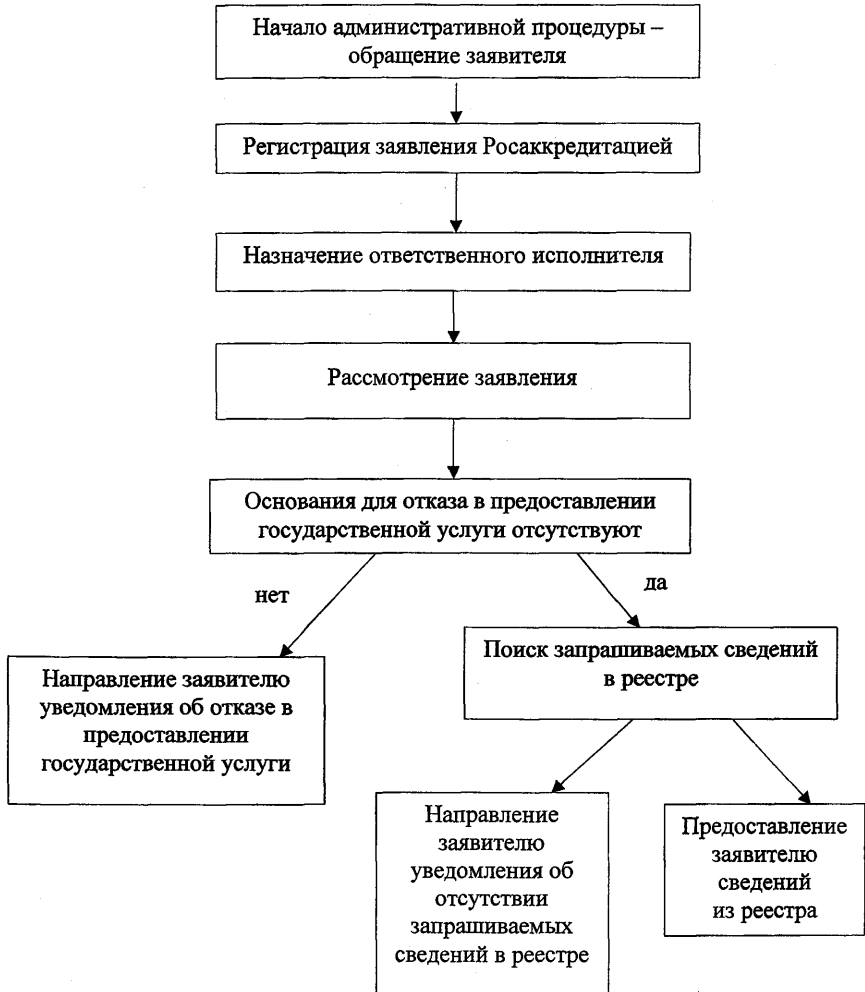 Начало административной процедуры –
обращение заявителя
Регистрация заявления Росаккредитацией
Назначение ответственного исполнителя
Рассмотрение заявления
Основания для отказа в предоставлении
государственной услуги отсутствуют
нет
да
Направление заявителю
уведомления об отказе в
предоставлении
государственной услуги
Поиск запрашиваемых сведений
в реестре
Направление
заявителю
уведомления об
отсутствии
запрашиваемых
сведений в реестре
Предоставление
заявителю
сведений
из реестра